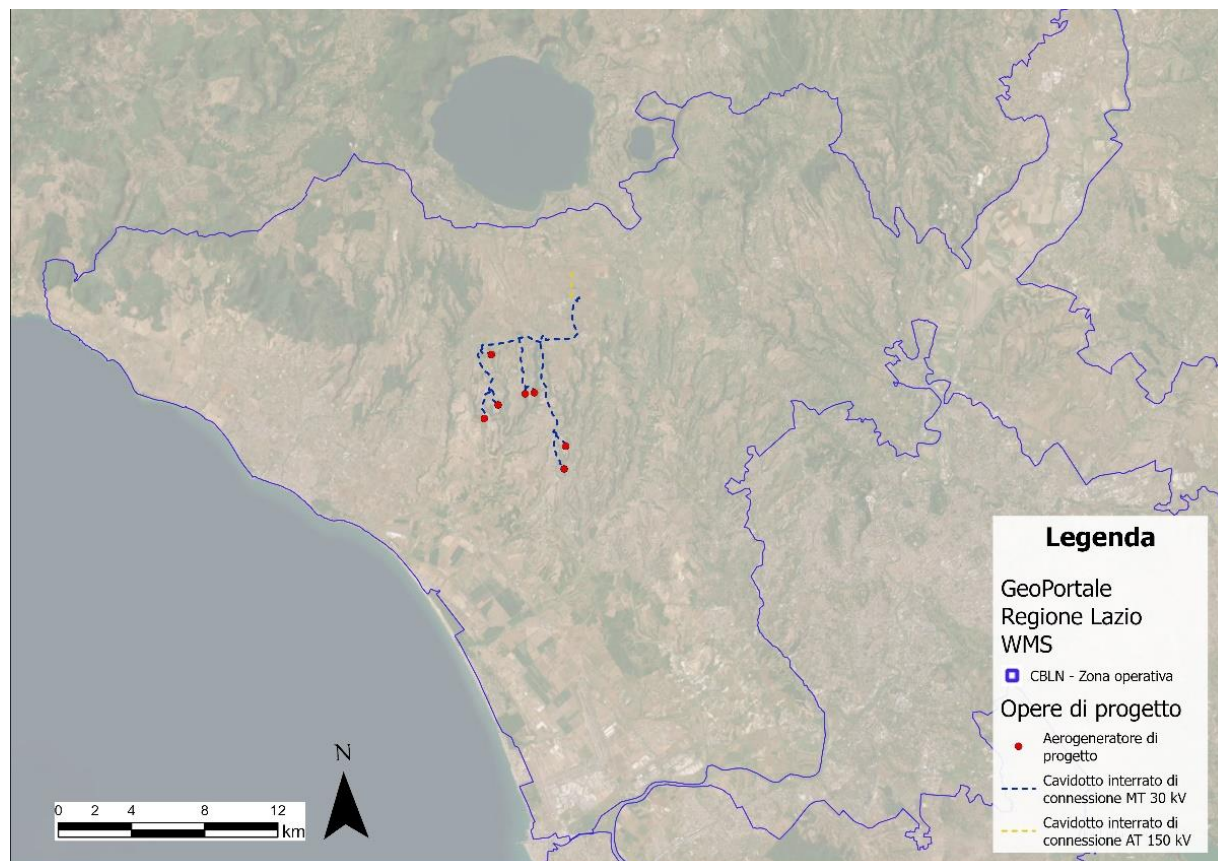 N
0 4 8 12
km
Legenda
GeoPortale
Regione Lazio
WMS
CBLN - Zona operativa
Opere di progetto
Aerogeneratore di
progetto
Cavidotto interrato di
connessione MT 30 kV
Cavidotto interrato di
connessione AT 150 kV